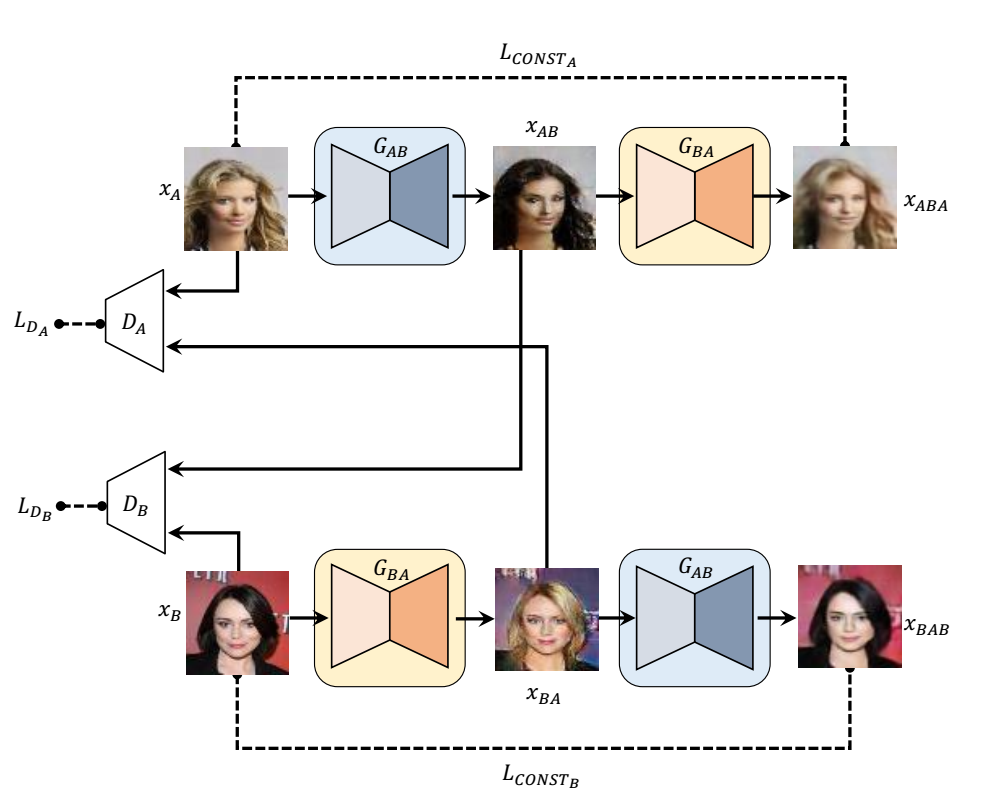 L_{CONST_A}
x_A
G_{AB}
x_{AB}
G_{BA}
x_{ABA}
L_{D_A}
D_A
L_{D_B}
D_B
x_B
G_{BA}
x_{BA}
G_{AB}
x_{BAB}
L_{CONST_B}